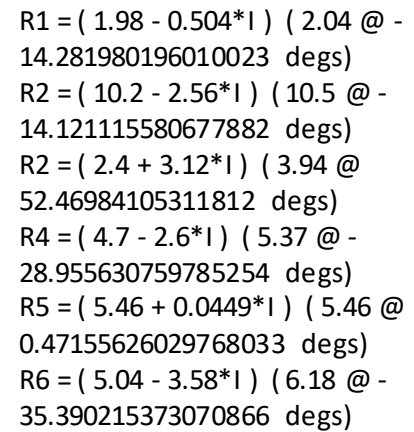 R1 = ( 1.98 - 0.504*I ) ( 2.04 @ -
14.281980196010023 degs)
R2 = ( 10.2 - 2.56*I ) ( 10.5 @ -
14.121115580677882 degs)
R2 = ( 2.4 + 3.12*I ) ( 3.94 @
52.46984105311812 degs)
R4 = ( 4.7 - 2.6*I ) ( 5.37 @ -
28.955630759785254 degs)
R5 = ( 5.46 + 0.0449*I ) ( 5.46 @
0.47155626029768033 degs)
R6 = ( 5.04 - 3.58*I ) ( 6.18 @ -
35.390215373070866 degs)